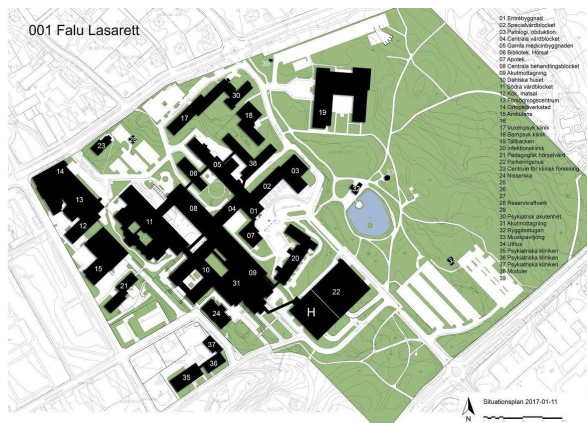 001 Falu Lasarett
01 Entrébyggnad
02 Specialvårdblocket
03 Patologi, obduktion
04 Centrala vårdblocket
05 Gamla medicinbyggnaden
06 Bibliotek, Hörsal
07 Apotek
08 Centrala behandlingsblocket
09 Akutmottagning
10 Dahlska huset
11 Södra vårdblocket
12 Kök, matsal
13 Försörjningscentrum
14 Ortopedverkstad
15 Ambulans
16
17 Vuxenpsyk.klinik
18 Barnpsyk.klinik
19 Tallbacken
20 Infektionsklinik
21 Pedagogisk hörselvård
22 Parkeringshus
23 Centrum för klinisk forskning
24 Nisserska
25
26
27
28 Reservkraftverk
29
30 Psykiatrisk akutenhet
31 Akutmottagning
32 Ryggåsstugan
33 Musikpaviljong
34 Uthus
35 Psykiatriska kliniken
36 Psykiatriska kliniken
37 Psykiatriska kliniken
38 Moduler
39
30
17
18
19
23
38
05
03
14
06
02
13
08
04
01
12
11
07
15
20
10
09
31
21
22
24
H
37
36
35
N
Situationsplan 2017-01-11